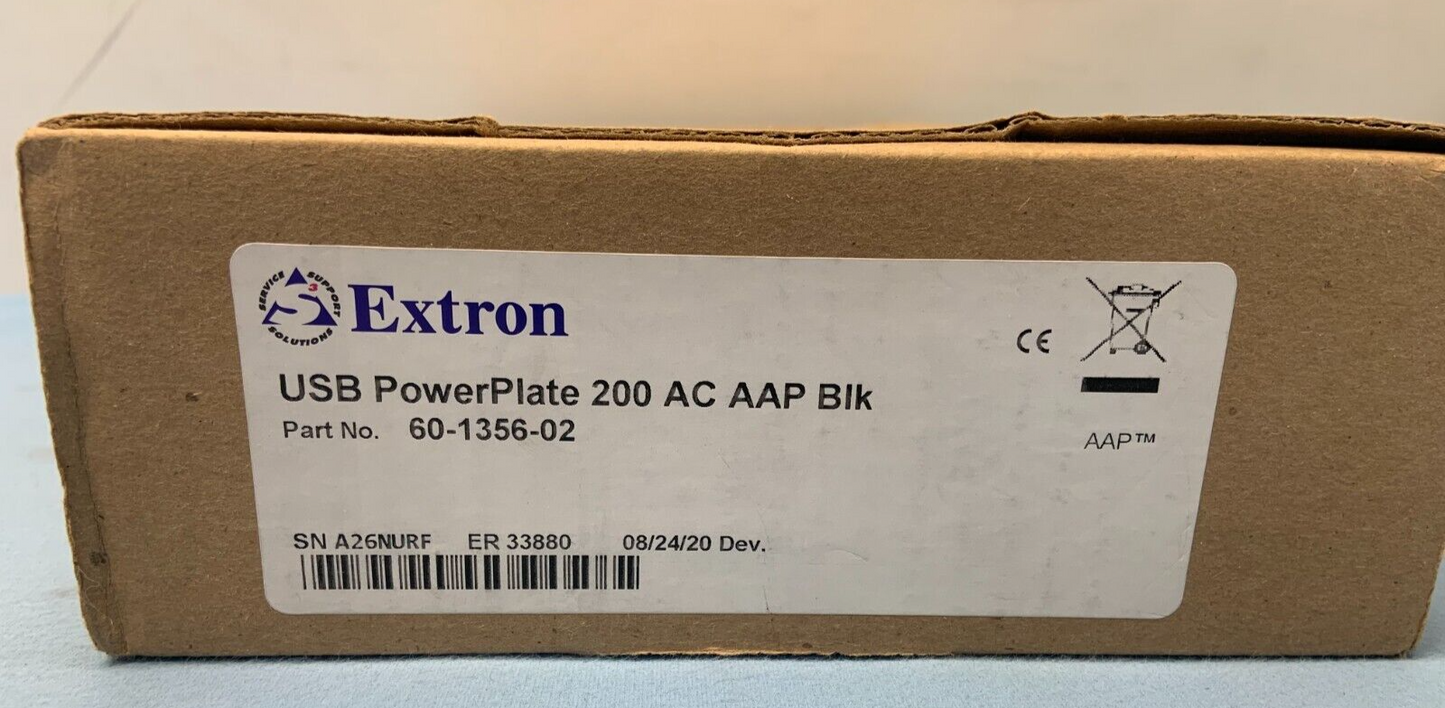 SERVICE SUPPORT SOLUTIONS
S3
Extron
CE
USB PowerPlate 200 AC AAP Blk
Part No. 60-1356-02
AAP™
SN A26NURF ER 33880 08/24/20 Dev.